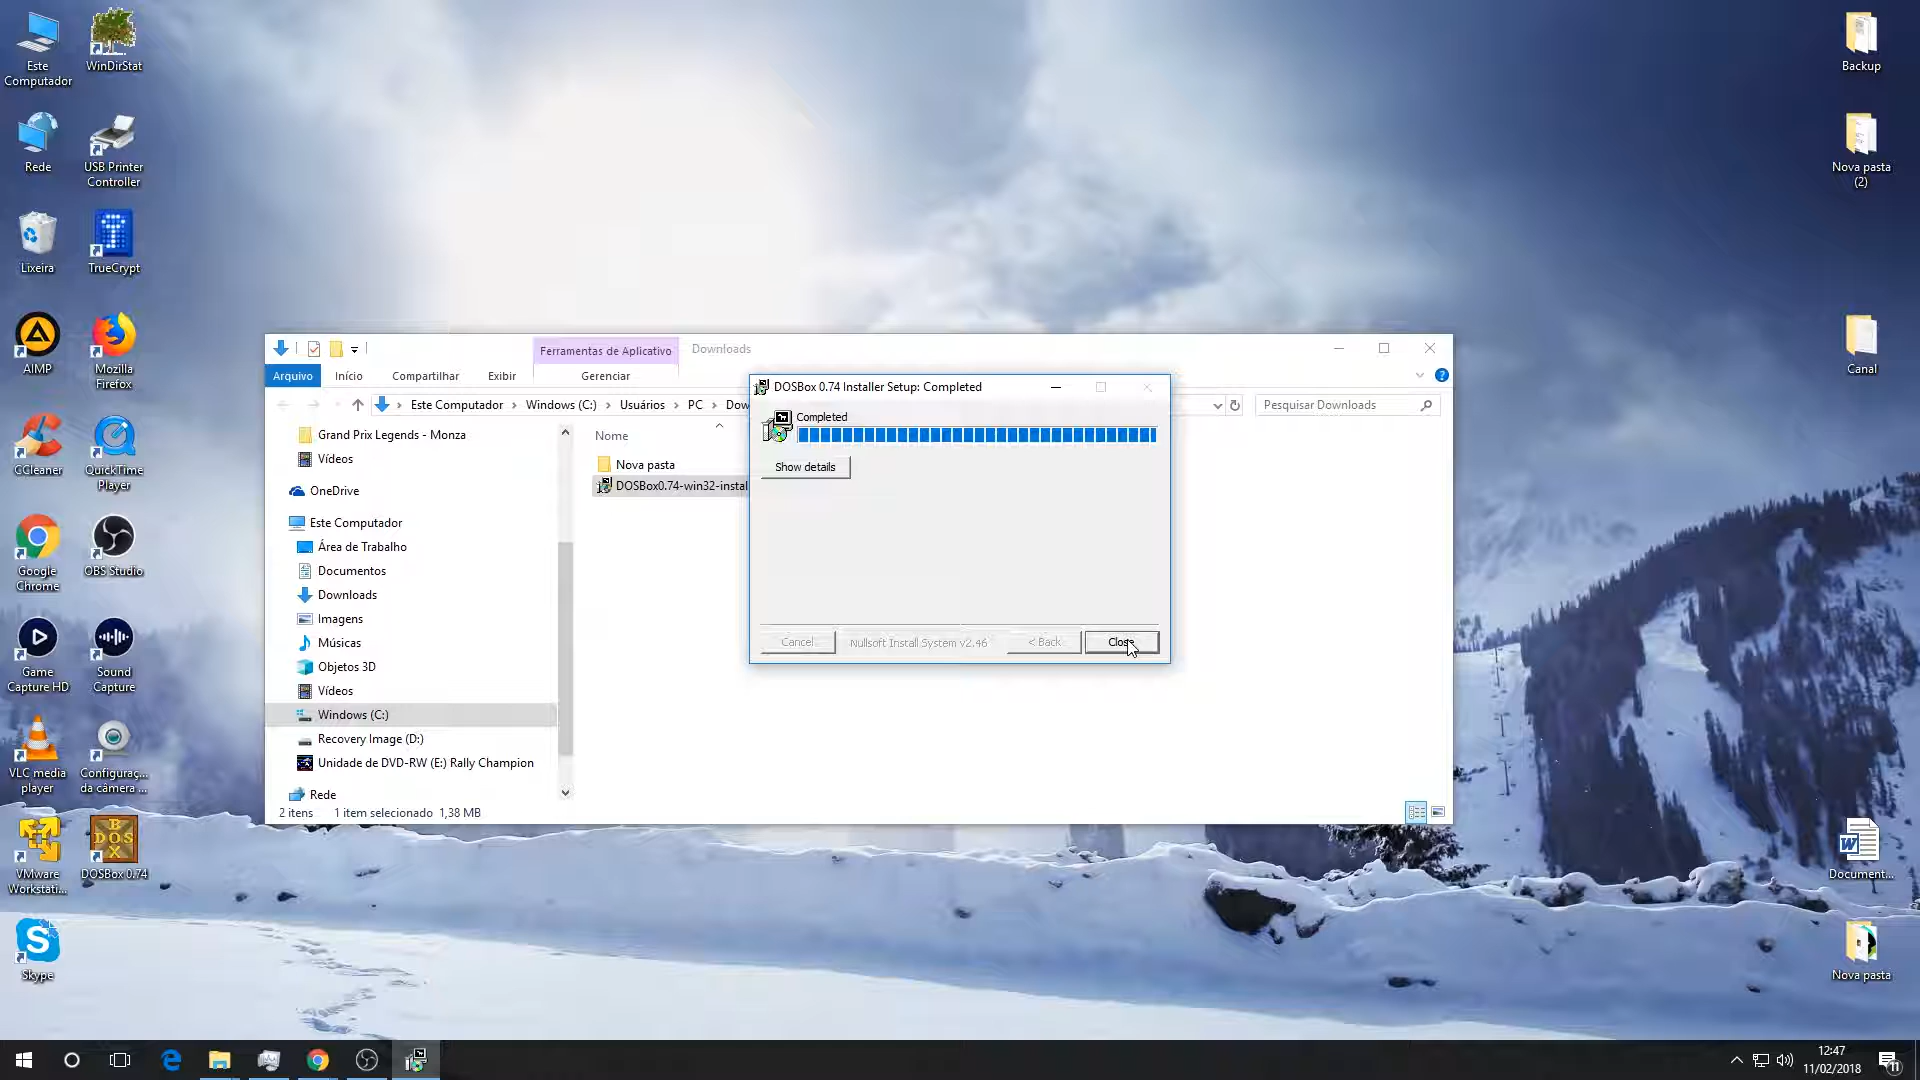 Este
Computador
WinDirStat
Rede
USB Printer
Controller
Lixeira
TrueCrypt
AIMP
Mozilla
Firefox
CCleaner
QuickTime
Player
Google
Chrome
OBS Studio
Game
Capture HD
Sound
Capture
VLC media
player
Configuraç...
da câmera ...
VMware
Workstati...
DOSBox 0.74
Skype
Backup
Nova pasta
(2)
Canal
Document...
Nova pasta
Ferramentas de Aplicativo
Downloads
Arquivo
Início
Compartilhar
Exibir
Gerenciar
Este Computador
Windows (C:)
Usuários
PC
Dow
Pesquisar Downloads
Grand Prix Legends - Monza
Vídeos
OneDrive
Este Computador
Área de Trabalho
Documentos
Downloads
Imagens
Músicas
Objetos 3D
Vídeos
Windows (C:)
Recovery Image (D:)
Unidade de DVD-RW (E:) Rally Champion
Rede
Nome
Nova pasta
DOSBox0.74-win32-instal
2 itens
1 item selecionado 1,38 MB
DOSBox 0.74 Installer Setup: Completed
Completed
Show details
Cancel
Nullsoft Install System v2.46
< Back
Close
12:47
11/02/2018
11